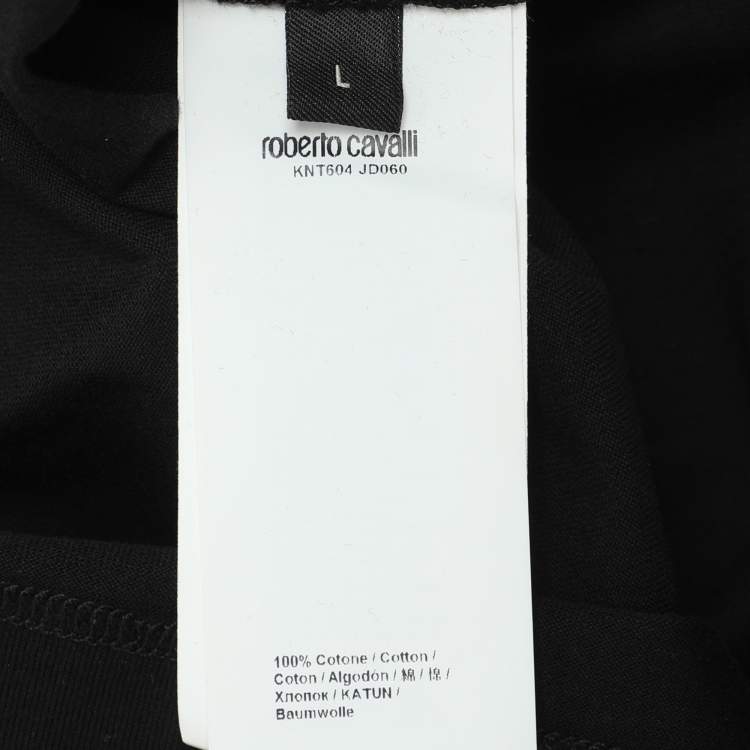 L
roberto cavalli
KNT604 JD060
100% Cotone / Cotton /
Coton / Algodón / 綿 / 棉 /
Хлопок / KATUN /
Baumwolle